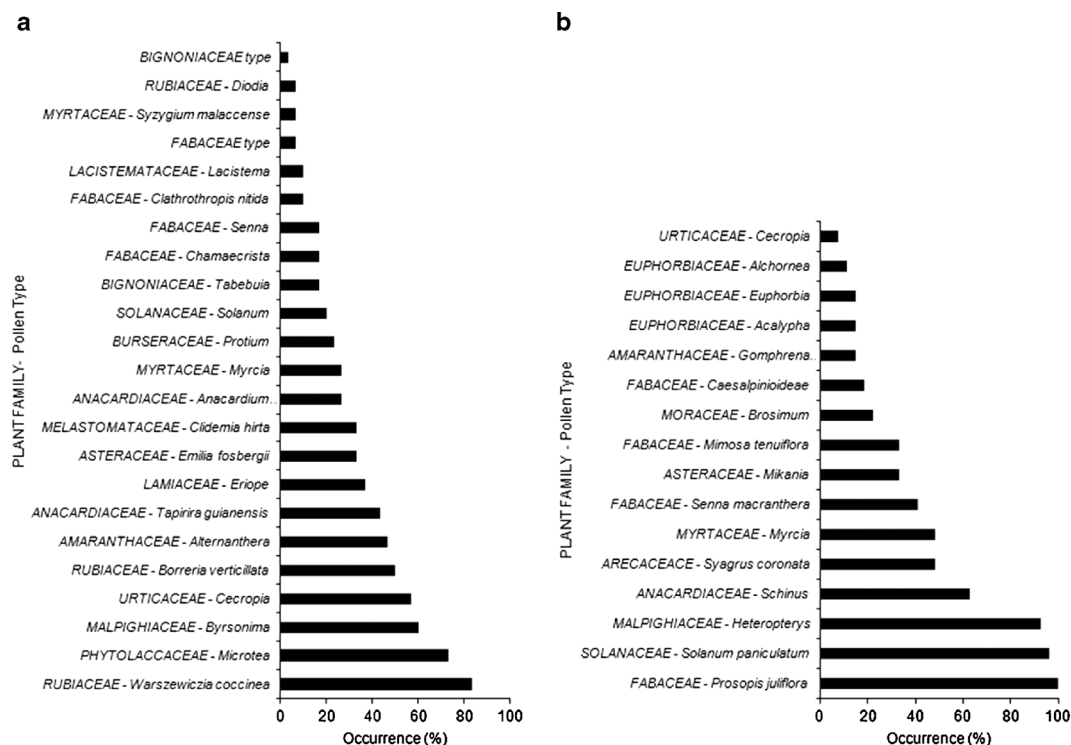 a
PLANT FAMILY- Pollen Type
BIGNONIACEAE type
RUBIACEAE - Diodia
MYRTACEAE - Syzygium malaccense
FABACEAE type
LACISTEMATACEAE - Lacistema
FABACEAE - Clathrothropis nitida
FABACEAE - Senna
FABACEAE - Chamaecrista
BIGNONIACEAE - Tabebuia
SOLANACEAE - Solanum
BURSERACEAE - Protium
MYRTACEAE - Myrcia
ANACARDIACEAE - Anacardium..
MELASTOMATACEAE - Clidemia hirta
ASTERACEAE - Emilia fosbergii
LAMIACEAE - Eriope
ANACARDIACEAE - Tapirira guianensis
AMARANTHACEAE - Alternanthera
RUBIACEAE - Borreria verticillata
URTICACEAE - Cecropia
MALPIGHIACEAE - Byrsonima
PHYTOLACCACEAE - Microtea
RUBIACEAE - Warszewiczia coccinea
0 20 40 60 80 100
Occurrence (%)
b
PLANT FAMILY - Pollen Type
URTICACEAE - Cecropia
EUPHORBIACEAE - Alchornea
EUPHORBIACEAE - Euphorbia
EUPHORBIACEAE - Acalypha
AMARANTHACEAE - Gomphrena..
FABACEAE - Caesalpinioideae
MORACEAE - Brosimum
FABACEAE - Mimosa tenuiflora
ASTERACEAE - Mikania
FABACEAE - Senna macranthera
MYRTACEAE - Myrcia
ARECACEACE - Syagrus coronata
ANACARDIACEAE - Schinus
MALPIGHIACEAE - Heteropterys
SOLANACEAE - Solanum paniculatum
FABACEAE - Prosopis juliflora
0 20 40 60 80 100
Occurrence (%)